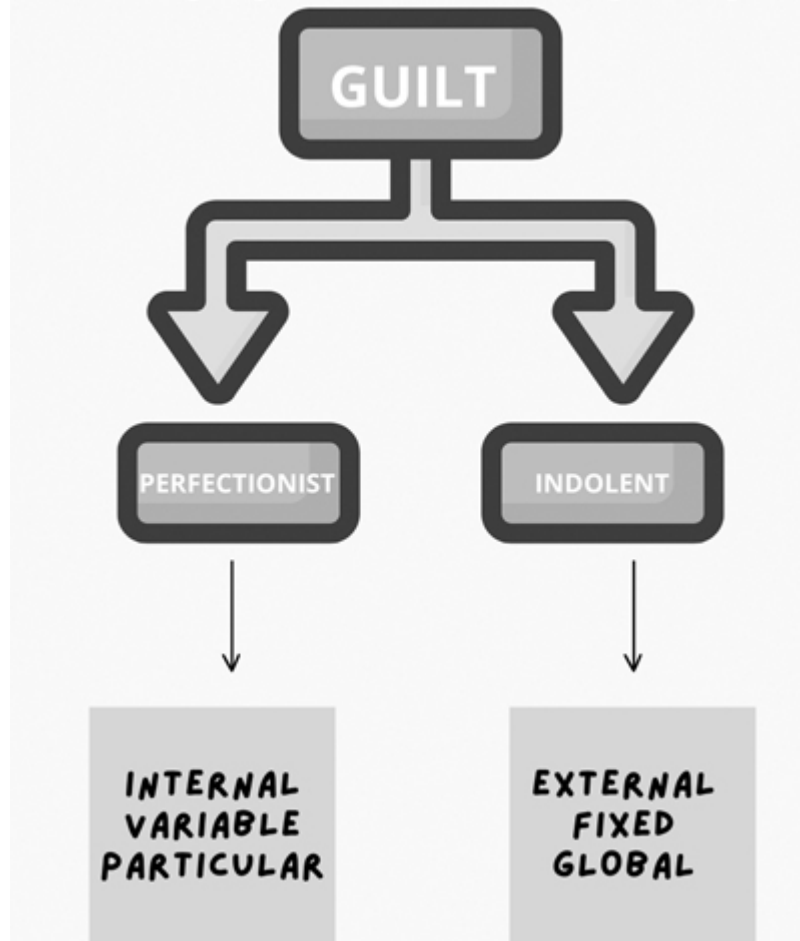 GUILT
PERFECTIONIST
INDOLENT
INTERNAL
VARIABLE
PARTICULAR
EXTERNAL
FIXED
GLOBAL